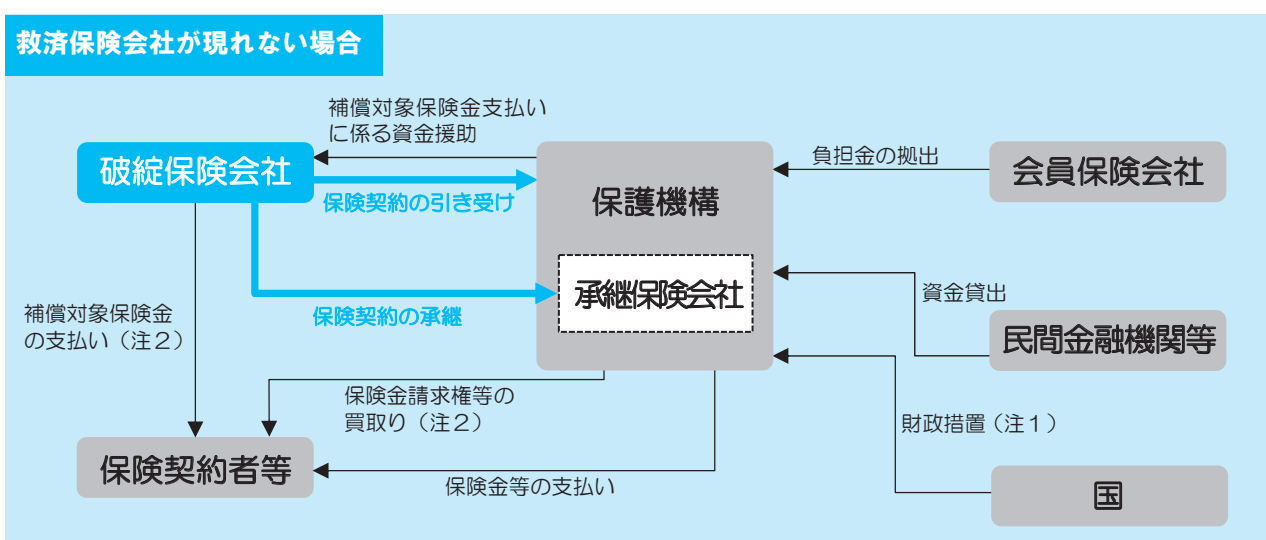 救済保険会社が現れない場合
補償対象保険金支払い
に係る資金援助
破綻保険会社
保険契約の引き受け
保護機構
負担金の拠出
会員保険会社
承継保険会社
保険契約の承継
資金貸出
民間金融機関等
補償対象保険金
の支払い（注２）
保険金請求権等の
買取り（注２）
財政措置（注１）
保険契約者等
保険金等の支払い
国